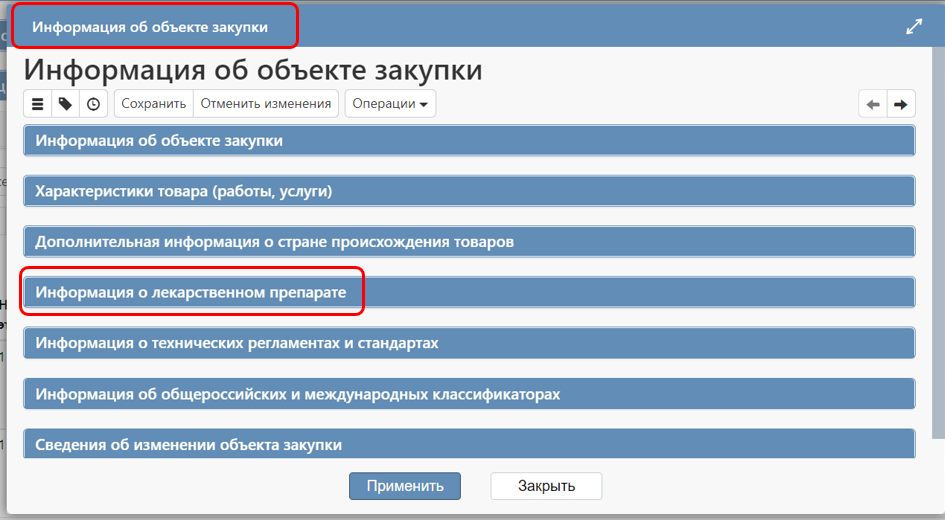 Информация об объекте закупки
Информация об объекте закупки
Сохранить Отменить изменения Операции
Информация об объекте закупки
Характеристики товара (работы, услуги)
Дополнительная информация о стране происхождения товаров
Информация о лекарственном препарате
Информация о технических регламентах и стандартах
Информация об общероссийских и международных классификаторах
Сведения об изменении объекта закупки
Применить Закрыть